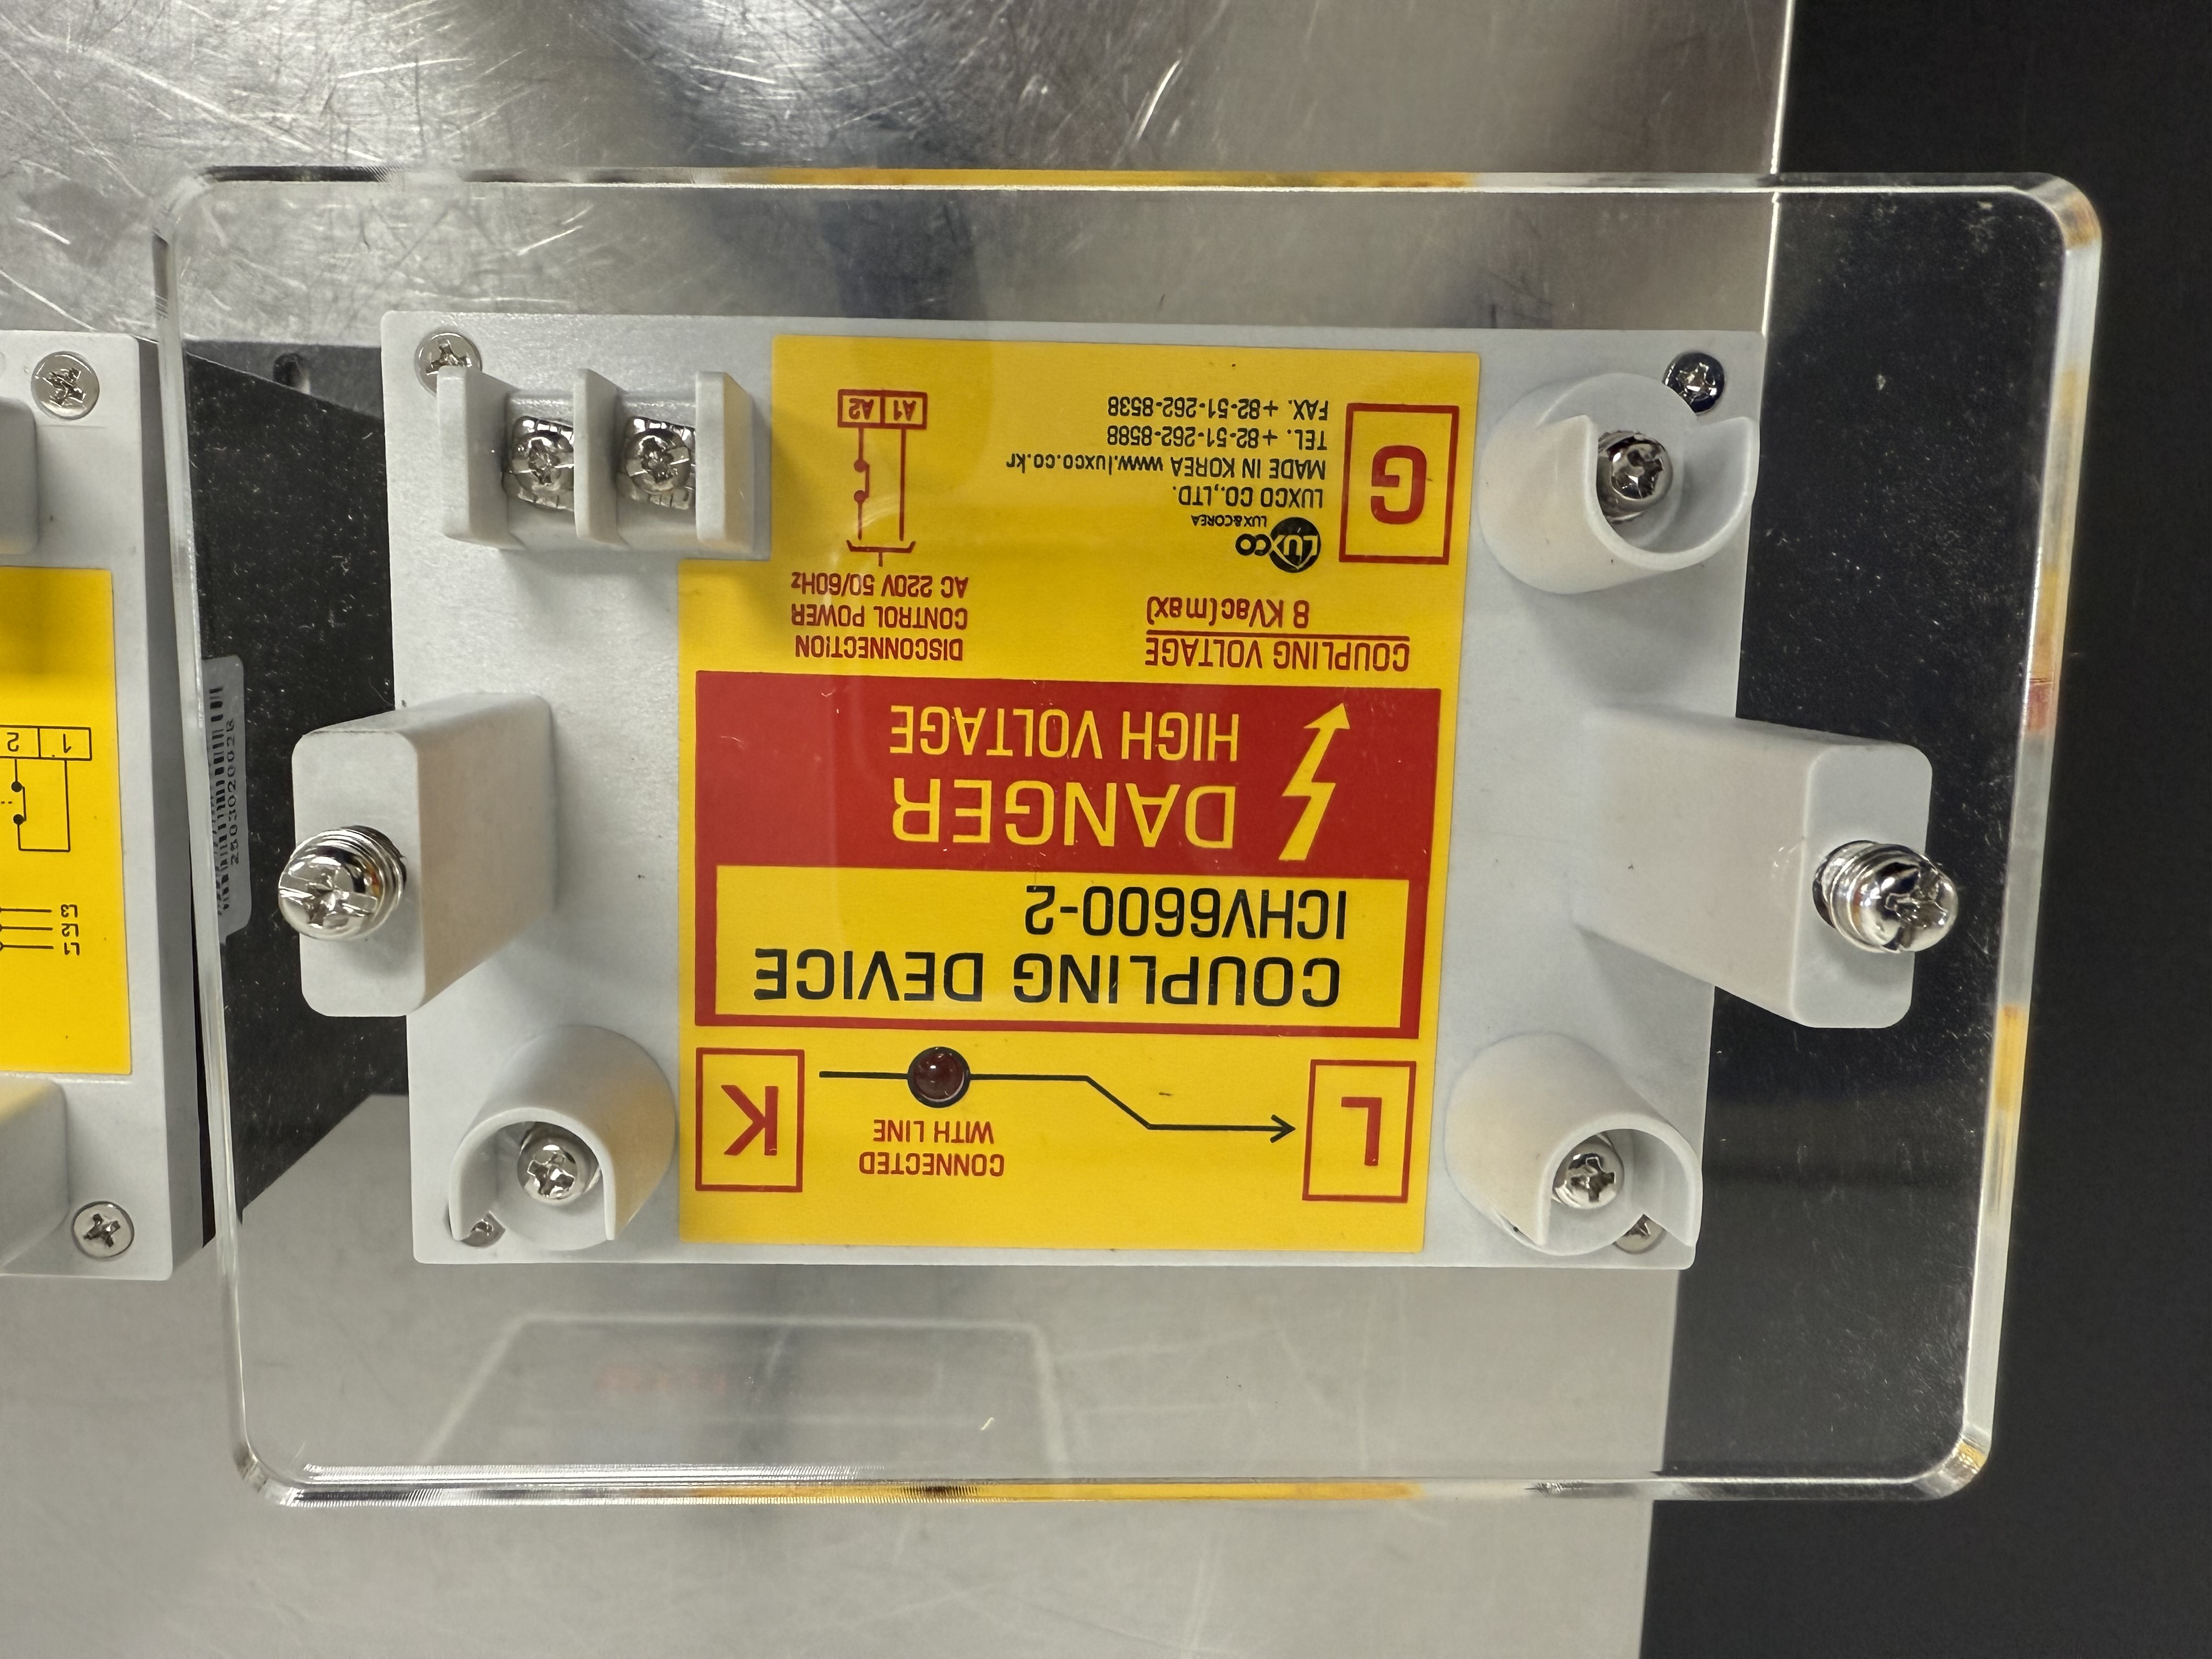 L
K
CONNECTED
WITH LINE
COUPLING DEVICE
ICHV6600-2
DANGER
HIGH VOLTAGE
COUPLING VOLTAGE
8 KVac(max)
DISCONNECTION
CONTROL POWER
AC 220V 50/60Hz
G
LUXCO
LUX&COREA
LUXCO CO.,LTD.
MADE IN KOREA www.luxco.co.kr
TEL. + 82-51-262-8588
FAX. + 82-51-262-8538
A1 A2
1 2